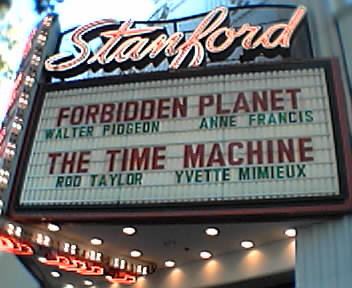 Stanford
FORBIDDEN PLANET
WALTER PIDGEON ANNE FRANCIS
THE TIME MACHINE
ROD TAYLOR YVETTE MIMIEUX